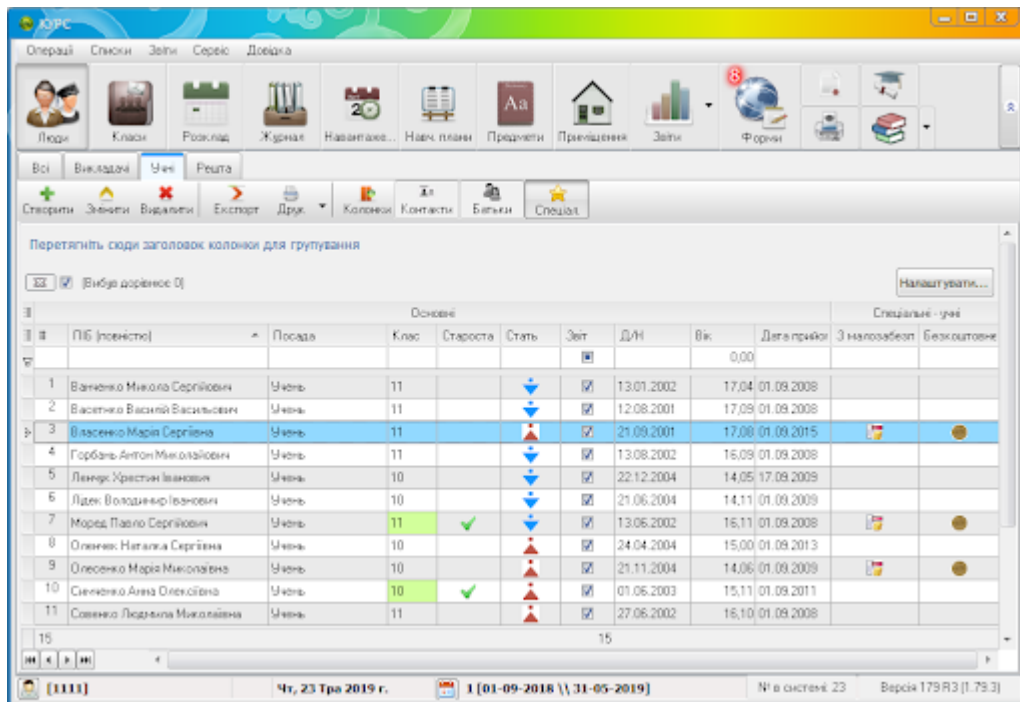 КУРС
Операції Списки Звіти Сервіс Довідка
8
Люди Класи Розклад Журнал Навантаже... Навч. плани Предмети Приміщення Звіти Форми
Всі Викладачі Учні Решта
Створити Змінити Видалити Експорт Друк Колонки Контакти Батьки Спеціал.
Перетягніть сюди заголовок колонки для групування
(Вибув дорівнює 0) Налаштувати...
Основні Спеціальні - учні
# ПІБ (повністю) Посада Клас Староста Стать Звіт Д/Н Вік Дата прийом З малозабезп Безкоштовне
0,00
1 Ванченко Микола Сергійович Учень 11 13.01.2002 17,04 01.09.2008
2 Василь Васильович Учень 11 12.08.2001 17,09 01.09.2008
3 Власенко Марія Сергіївна Учень 11 21.09.2001 17,08 01.09.2015
4 Горбань Антон Миколайович Учень 11 13.08.2002 16,09 01.09.2008
5 Іванович Учень 10 22.12.2004 14,05 17.09.2009
6 Лідек Володимир Іванович Учень 10 21.06.2004 14,11 01.09.2009
7 Моред Павло Сергійович Учень 11 13.06.2002 16,11 01.09.2008
8 Наталка Сергіївна Учень 10 24.04.2004 15,00 01.09.2013
9 Олесенко Марія Миколаївна Учень 10 21.11.2004 14,06 01.09.2009
10 Анна Олексіївна Учень 10 01.06.2003 15,11 01.09.2011
11 Совенко Людмила Миколаївна Учень 11 27.06.2002 16,10 01.09.2008
15 15
[1111] Чт, 23 Тра 2019 г. 1 [01-09-2018 \\ 31-05-2019] № в системі: 23 Версія 179 R3 (1.79.3)